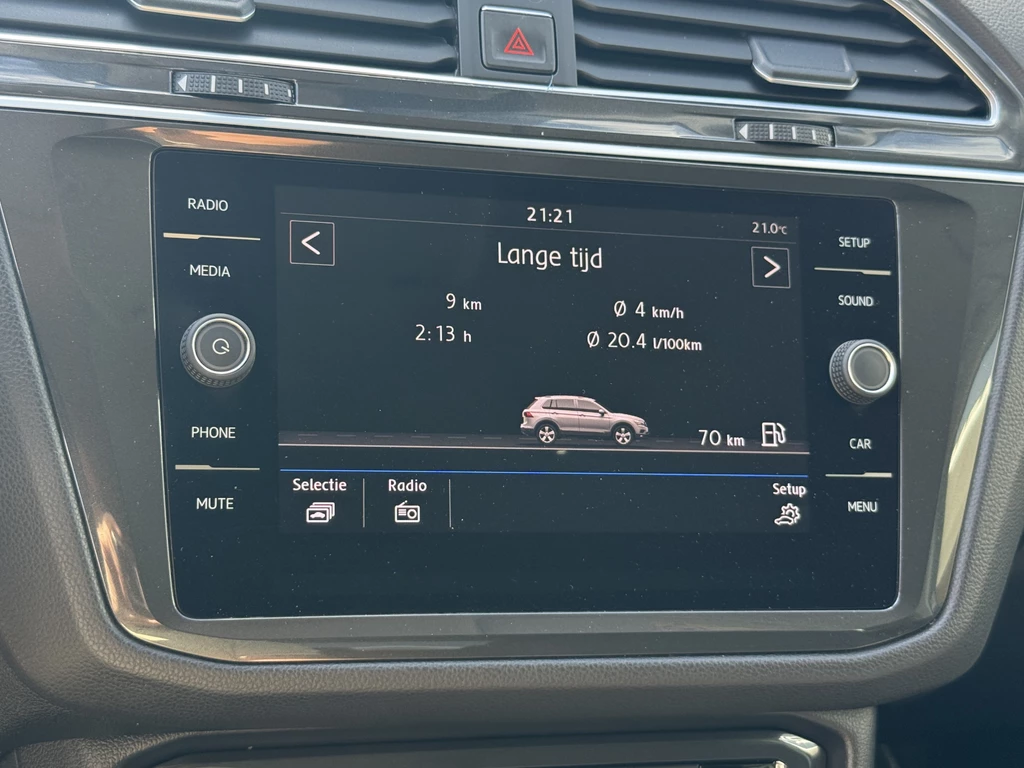 RADIO
MEDIA
PHONE
MUTE
21:21
21.0°C
Lange tijd
9 km
Ø 4 km/h
2:13 h
Ø 20.4 l/100km
70 km
Selectie
Radio
Setup
SETUP
SOUND
CAR
MENU